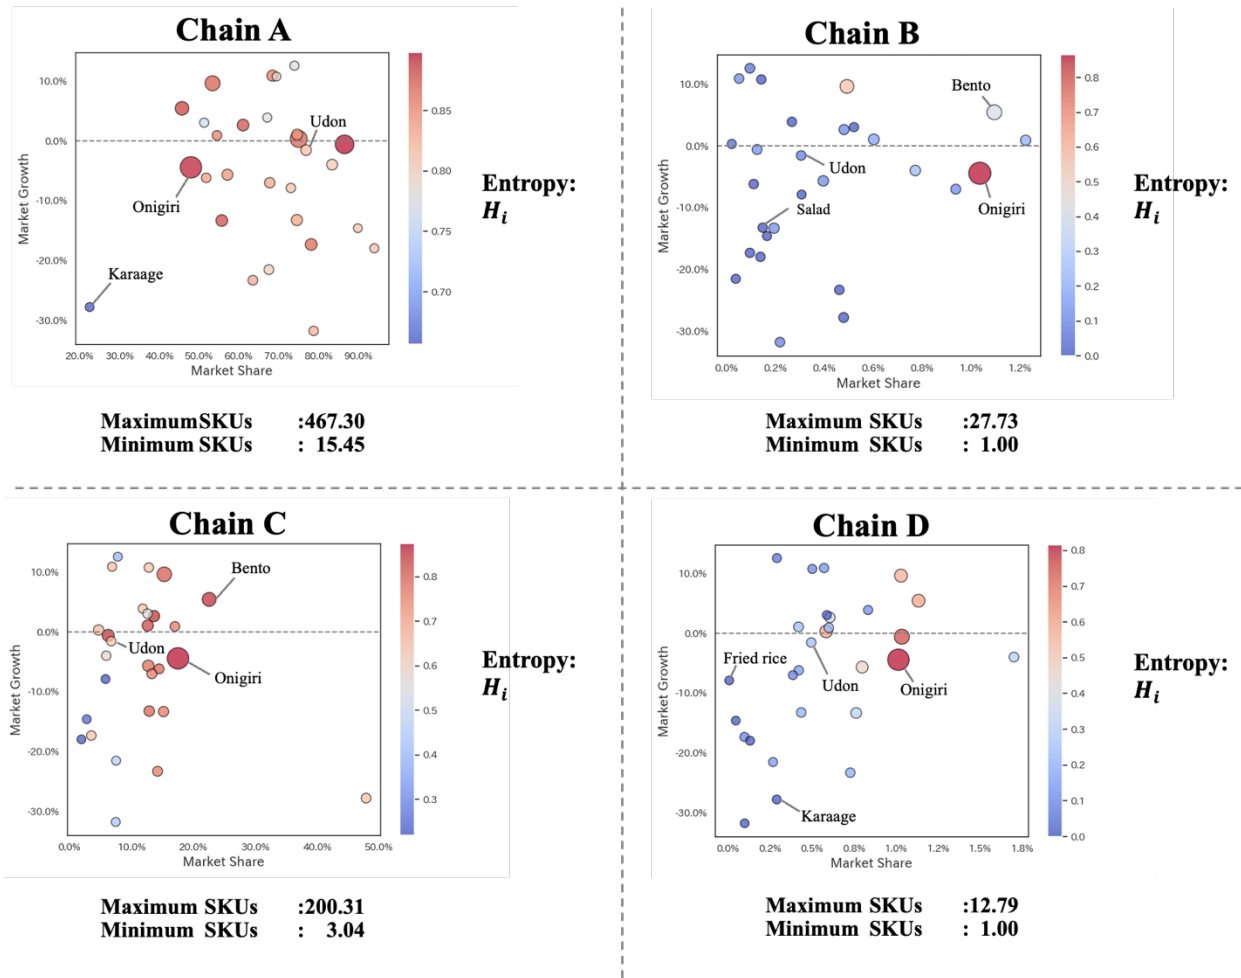 Chain A
10.0%
0.0%
-10.0%
-20.0%
-30.0%
Market Growth
Udon
Onigiri
Karaage
20.0% 30.0% 40.0% 50.0% 60.0% 70.0% 80.0% 90.0%
Market Share
0.85
0.80
0.75
0.70
Entropy:
H_i
MaximumSKUs :467.30
Minimum SKUs : 15.45
Chain B
10.0%
0.0%
-10.0%
-20.0%
-30.0%
Market Growth
Bento
Udon
Onigiri
Salad
0.0% 0.2% 0.4% 0.6% 0.8% 1.0% 1.2%
Market Share
0.8
0.7
0.6
0.5
0.4
0.3
0.2
0.1
0.0
Entropy:
H_i
Maximum SKUs :27.73
Minimum SKUs : 1.00
Chain C
10.0%
0.0%
-10.0%
-20.0%
-30.0%
Market Growth
Bento
Udon
Onigiri
0.0% 10.0% 20.0% 30.0% 40.0% 50.0%
Market Share
0.8
0.7
0.6
0.5
0.4
0.3
Entropy:
H_i
Maximum SKUs :200.31
Minimum SKUs : 3.04
Chain D
10.0%
0.0%
-10.0%
-20.0%
-30.0%
Market Growth
Fried rice
Udon
Onigiri
Karaage
0.0% 0.2% 0.5% 0.8% 1.0% 1.2% 1.5% 1.8%
Market Share
0.8
0.7
0.6
0.5
0.4
0.3
0.2
0.1
0.0
Entropy:
H_i
Maximum SKUs :12.79
Minimum SKUs : 1.00